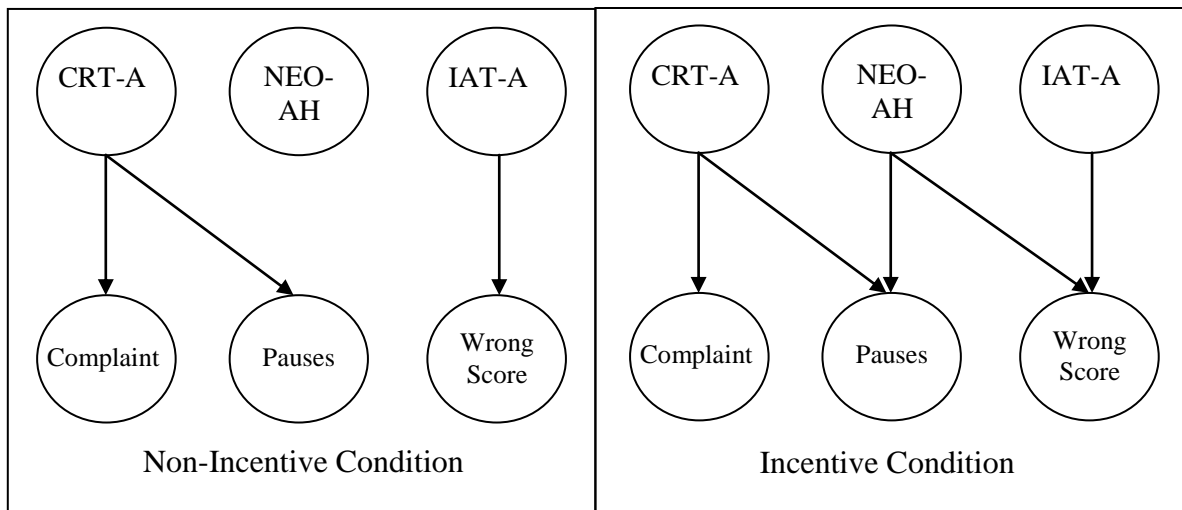 CRT-A
NEO-
AH
IAT-A
Complaint
Pauses
Wrong
Score
Non-Incentive Condition
CRT-A
NEO-
AH
IAT-A
Complaint
Pauses
Wrong
Score
Incentive Condition